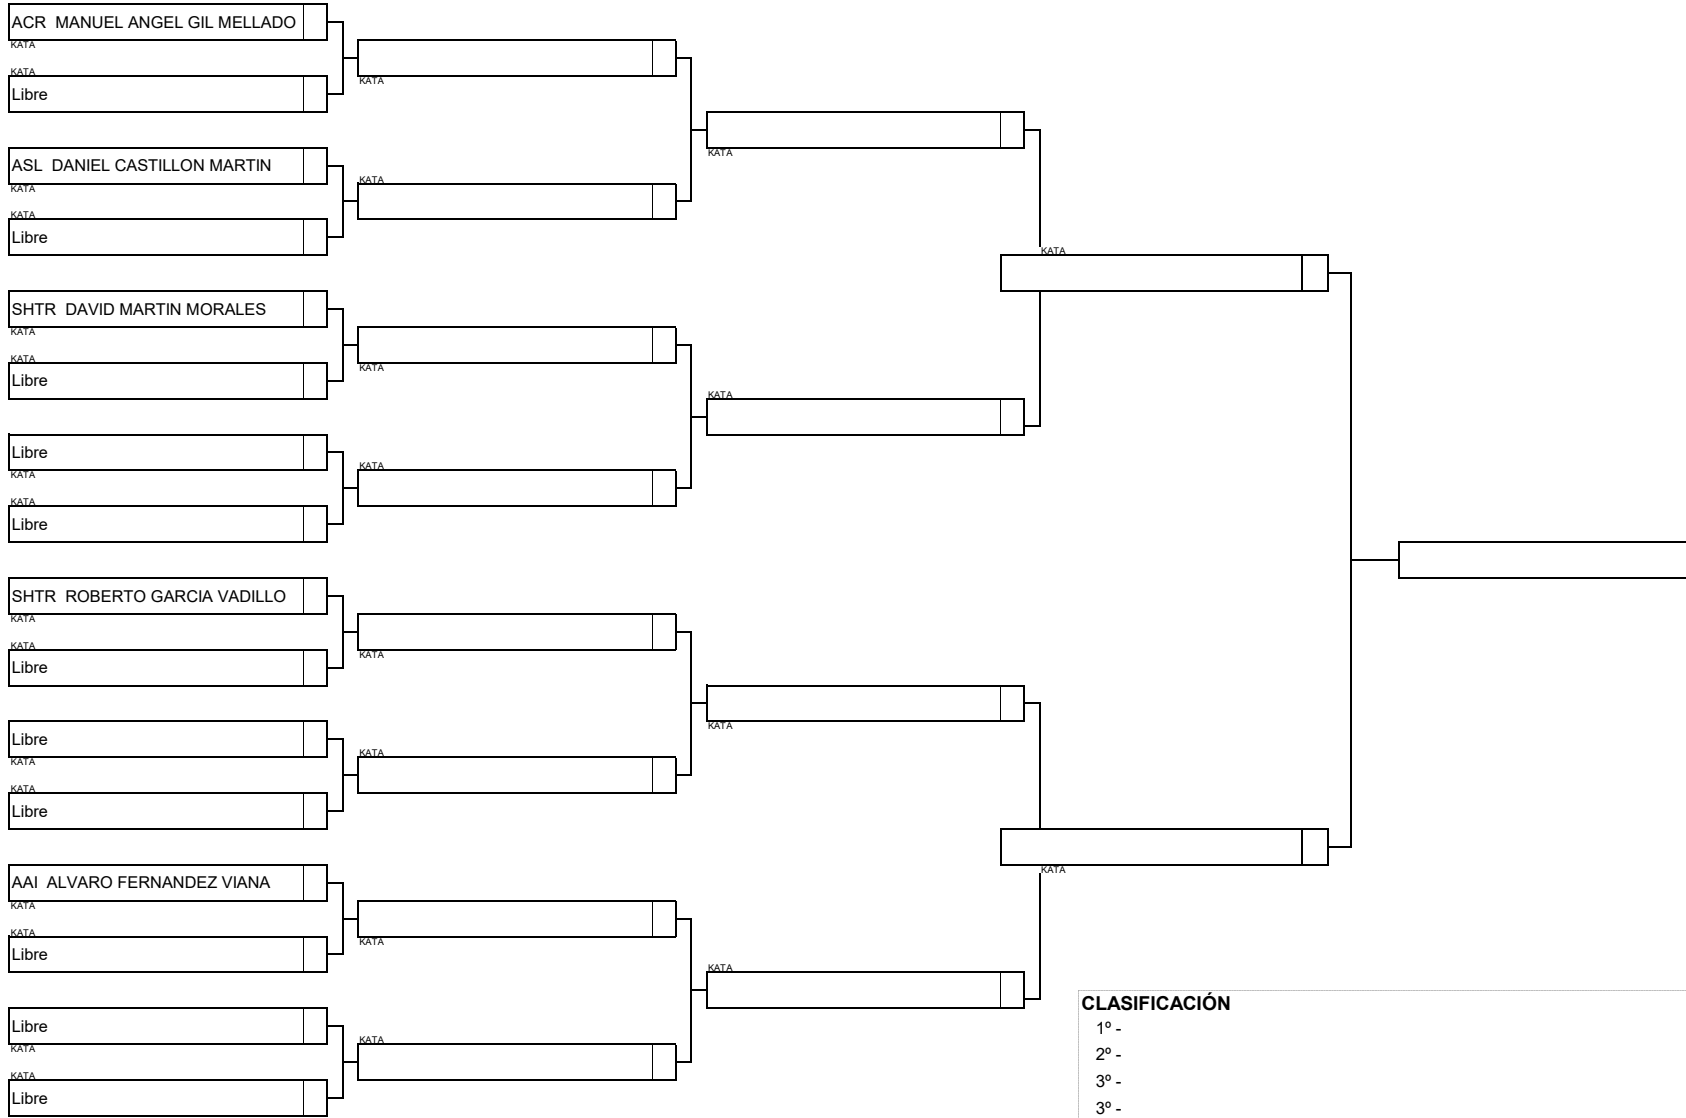 ACR  MANUEL ANGEL GIL MELLADO
KATA
KATA
Libre
ASL  DANIEL CASTILLON MARTIN
KATA
KATA
Libre
SHTR  DAVID MARTIN MORALES
KATA
KATA
Libre
Libre
KATA
KATA
Libre
SHTR  ROBERTO GARCIA VADILLO
KATA
KATA
Libre
Libre
KATA
KATA
Libre
AAI  ALVARO FERNANDEZ VIANA
KATA
KATA
Libre
Libre
KATA
KATA
Libre
KATA
KATA
KATA
KATA
KATA
KATA
KATA
KATA
KATA
KATA
KATA
KATA
KATA
KATA
CLASIFICACIÓN
1º -
2º -
3º -
3º -